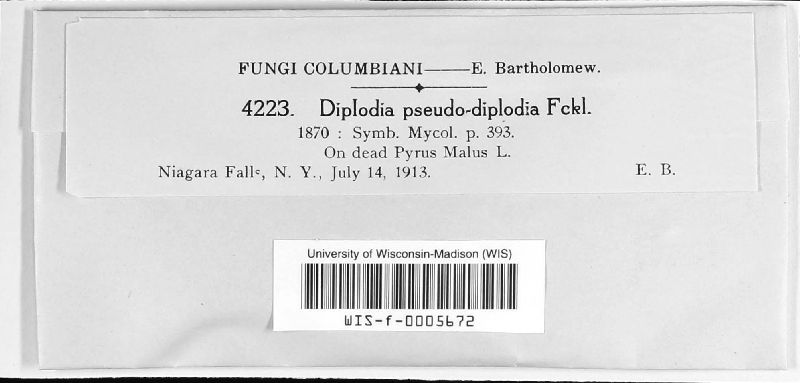 FUNGI COLUMBIANI——E. Bartholomew.
4223. Diplodia pseudo-diplodia Fckl.
1870 : Symb. Mycol. p. 393.
On dead Pyrus Malus L.
Niagara Falls, N. Y., July 14, 1913. E. B.
University of Wisconsin-Madison (WIS)
WIS-f-0005672